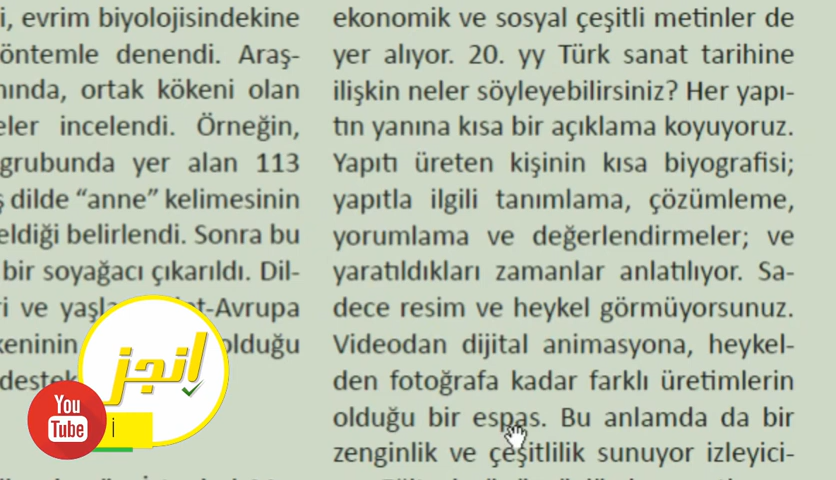 i, evrim biyolojisindekine
öntemle denendi. Araş-
nında, ortak kökeni olan
eler incelendi. Örneğin,
grubunda yer alan 113
ş dilde “anne” kelimesinin
eldiği belirlendi. Sonra bu
bir soyağacı çıkarıldı. Dil-
ri ve yaşla t-Avrupa
keninin olduğu
destek
ekonomik ve sosyal çeşitli metinler de
yer alıyor. 20. yy Türk sanat tarihine
ilişkin neler söyleyebilirsiniz? Her yapı-
tın yanına kısa bir açıklama koyuyoruz.
Yapıtı üreten kişinin kısa biyografisi;
yapıtla ilgili tanımlama, çözümleme,
yorumlama ve değerlendirmeler; ve
yaratıldıkları zamanlar anlatılıyor. Sa-
dece resim ve heykel görmüyorsunuz.
Videodan dijital animasyona, heykel-
den fotoğrafa kadar farklı üretimlerin
olduğu bir espas. Bu anlamda da bir
zenginlik ve çeşitlilik sunuyor izleyici-
انجز
You
Tube